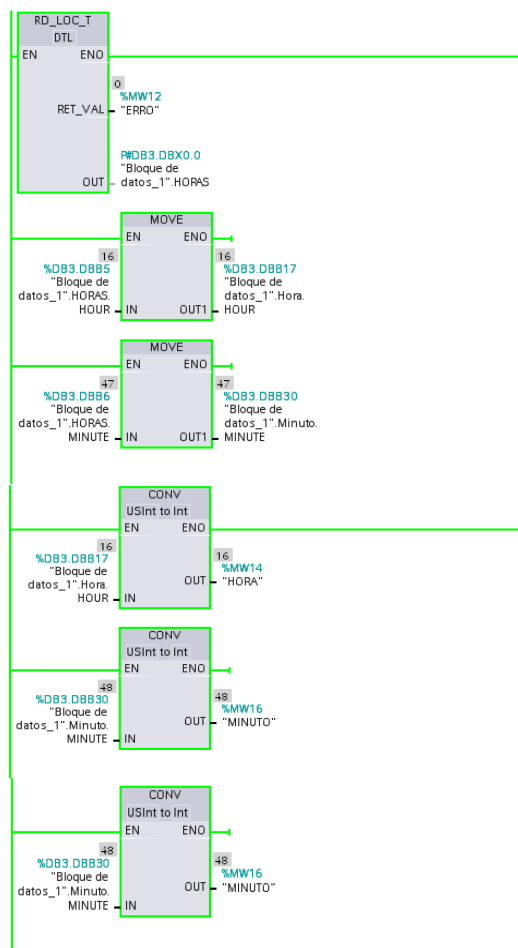 RD_LOC_T
DTL
EN ENO
0
%MW12
RET_VAL "ERRO"
P#DB3.DBX0.0
"Bloque de
OUT datos_1".HORAS
MOVE
EN ENO
16 16
%DB3.DBB5 %DB3.DBB17
"Bloque de "Bloque de
datos_1".HORAS. datos_1".Hora.
HOUR IN OUT1 HOUR
MOVE
EN ENO
47 47
%DB3.DBB6 %DB3.DBB30
"Bloque de "Bloque de
datos_1".HORAS. datos_1".Minuto.
MINUTE IN OUT1 MINUTE
CONV
USInt to Int
EN ENO
16 16
%DB3.DBB17 %MW14
"Bloque de OUT "HORA"
datos_1".Hora.
HOUR IN
CONV
USInt to Int
EN ENO
48 48
%DB3.DBB30 %MW16
"Bloque de OUT "MINUTO"
datos_1".Minuto.
MINUTE IN
CONV
USInt to Int
EN ENO
48 48
%DB3.DBB30 %MW16
"Bloque de OUT "MINUTO"
datos_1".Minuto.
MINUTE IN